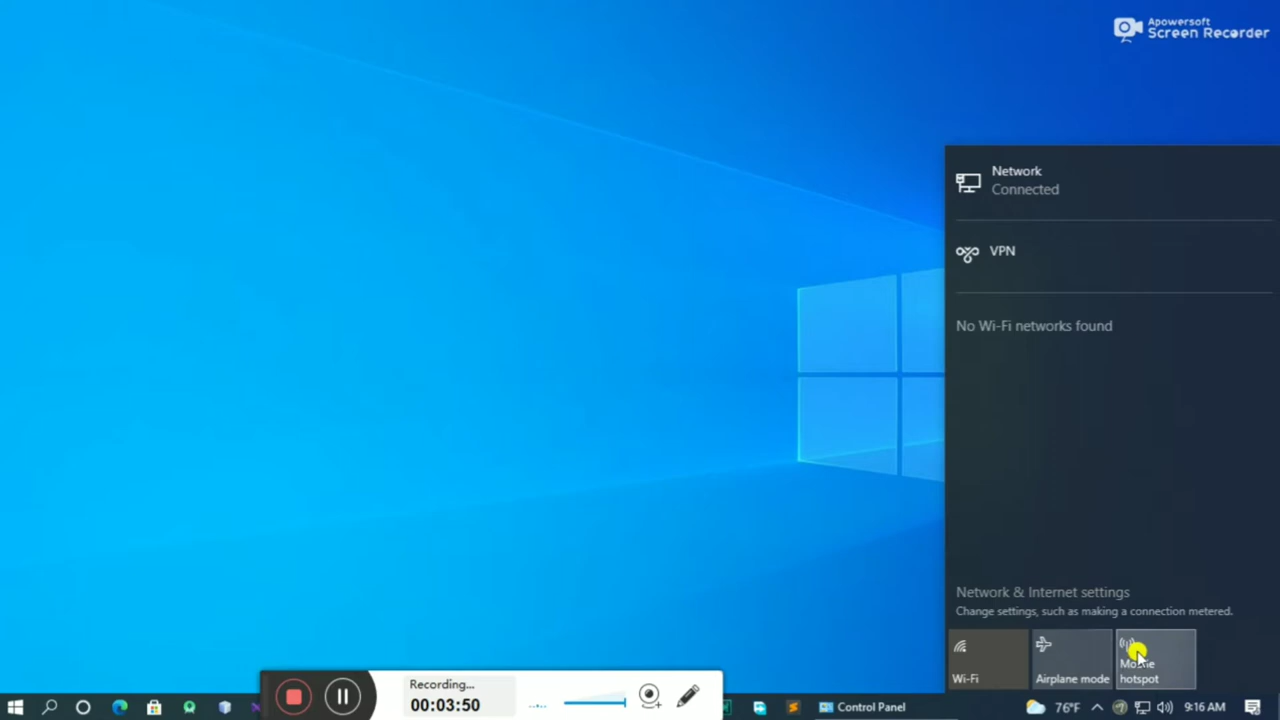 Apowersoft
Screen Recorder
Network
Connected
VPN
No Wi-Fi networks found
Network & Internet settings
Change settings, such as making a connection metered.
Wi-Fi
Airplane mode
Mobile
hotspot
Recording...
00:03:50
Control Panel
76°F
9:16 AM